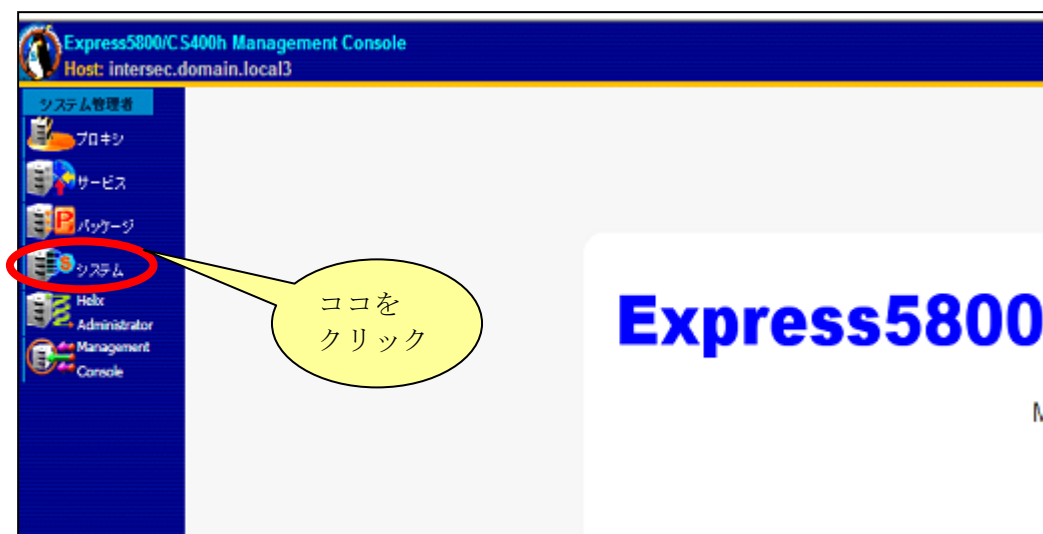 Express5800/CS400h Management Console
Host: intersec.domain.local3
システム管理者
プロキシ
サービス
パッケージ
システム
Helix
Administrator
Management
Console
ココを
クリック
Express5800
M